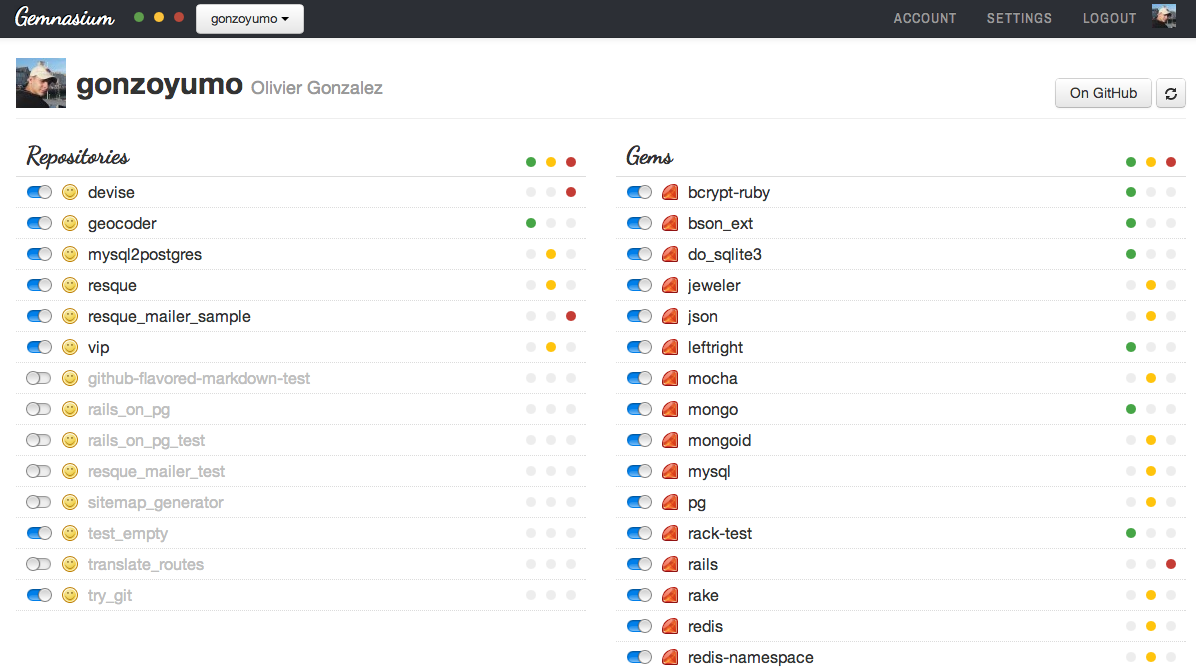 Gemnasium gonzoyumo ACCOUNT SETTINGS LOGOUT
gonzoyumo Olivier Gonzalez
On GitHub
Repositories
devise
geocoder
mysql2postgres
resque
resque_mailer_sample
vip
github-flavored-markdown-test
rails_on_pg
rails_on_pg_test
resque_mailer_test
sitemap_generator
test_empty
translate_routes
try_git
Gems
bcrypt-ruby
bson_ext
do_sqlite3
jeweler
json
leftright
mocha
mongo
mongoid
mysql
pg
rack-test
rails
rake
redis
redis-namespace